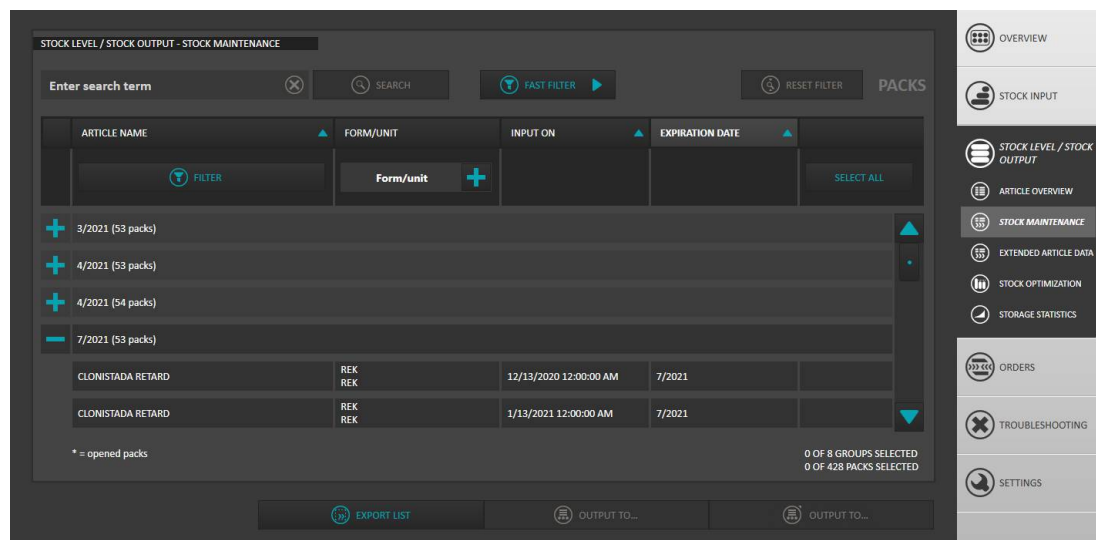 STOCK LEVEL / STOCK OUTPUT - STOCK MAINTENANCE
Enter search term
SEARCH
FAST FILTER
RESET FILTER
PACKS
ARTICLE NAME
FORM/UNIT
INPUT ON
EXPIRATION DATE
FILTER
Form/unit
SELECT ALL
3/2021 (53 packs)
4/2021 (53 packs)
4/2021 (54 packs)
7/2021 (53 packs)
CLONISTADA RETARD
REK
REK
12/13/2020 12:00:00 AM
7/2021
CLONISTADA RETARD
REK
REK
1/13/2021 12:00:00 AM
7/2021
* = opened packs
0 OF 8 GROUPS SELECTED
0 OF 428 PACKS SELECTED
EXPORT LIST
OUTPUT TO...
OUTPUT TO...
OVERVIEW
STOCK INPUT
STOCK LEVEL / STOCK
OUTPUT
ARTICLE OVERVIEW
STOCK MAINTENANCE
EXTENDED ARTICLE DATA
STOCK OPTIMIZATION
STORAGE STATISTICS
ORDERS
TROUBLESHOOTING
SETTINGS